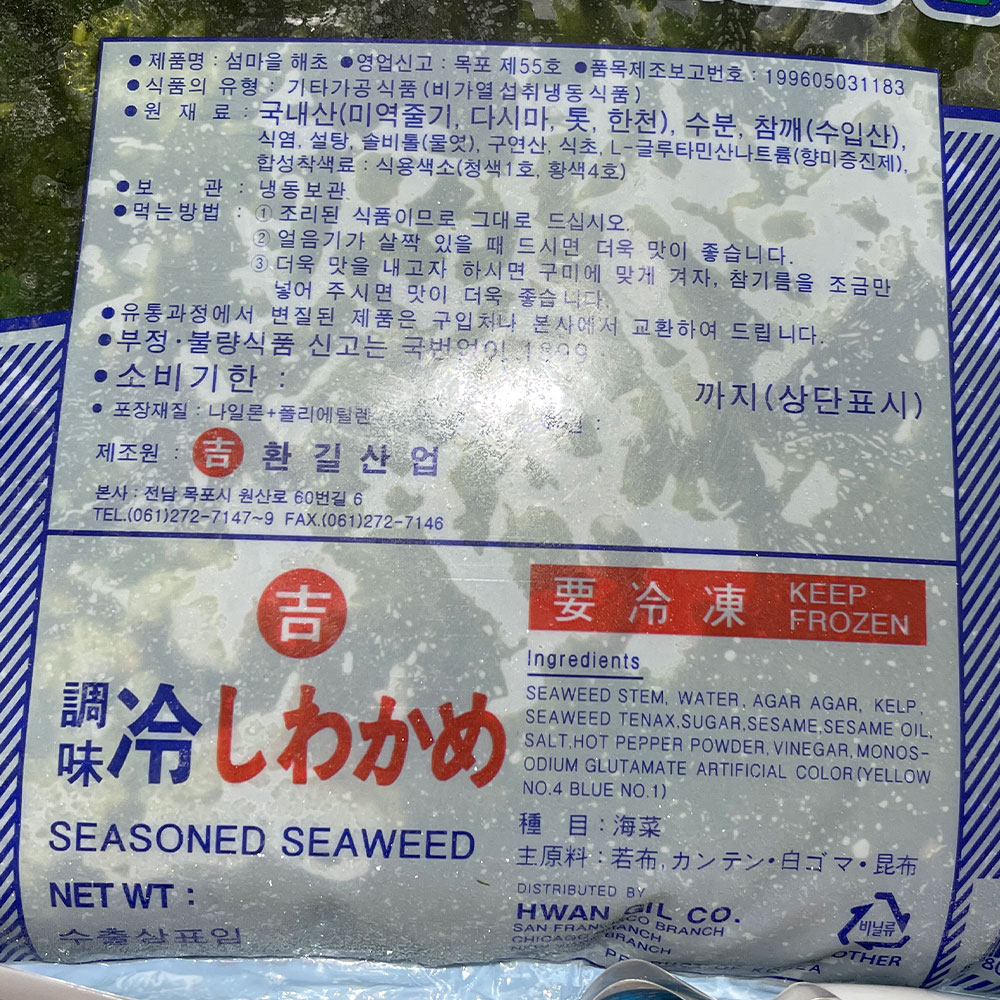 ● 제품명 : 섬마을 해초 ●영업신고 : 목포 제55호 ●품목제조보고번호 : 199605031183
● 식품의 유형 : 기타가공식품 (비가열 섭취냉동식품)
● 원 재 료 : 국내산(미역줄기, 다시마, 톳, 한천), 수분, 참깨(수입산),
식염, 설탕, 솔비톨(물엿), 구연산, 식초, L-글루타민산나트륨(향미증진제),
합성착색료 : 식용색소(청색1호, 황색4호)
● 보 관 : 냉동보관
● 먹는방법 : ① 조리된 식품이므로 그대로 드십시오.
② 얼음기가 살짝 있을 때 드시면 더욱 맛이 좋습니다.
③ 더욱 맛을 내고자 하시면 구미에 맞게 겨자, 참기름을 조금만
넣어 주시면 맛이 더욱 좋습니다.
● 유통과정에서 변질된 제품은 구입처나 본사에서 교환하여 드립니다.
● 부정·불량식품 신고는 국번없이 1399
● 소비기한 : 까지(상단표시)
● 포장재질 : 나일론+폴리에틸렌
제조원 : 吉 환길산업
본사 : 전남 목포시 원산로 60번길 6
TEL.(061)272-7147~9 FAX.(061)272-7146
吉
調味冷しわかめ
SEASONED SEAWEED
NET WT :
수출상표임
要冷凍 KEEP FROZEN
Ingredients
SEAWEED STEM, WATER, AGAR AGAR, KELP,
SEAWEED TENAX,SUGAR,SESAME,SESAME OIL,
SALT,HOT PEPPER POWDER, VINEGAR, MONOS-
ODIUM GLUTAMATE ARTIFICIAL COLOR(YELLOW
NO.4 BLUE NO.1)
種 目 : 海菜
主原料 : 若布, カンテン・白ゴマ・昆布
DISTRIBUTED BY
HWAN GIL CO.
SAN BRANCH
CHICAGO BRANCH
OF KOREA
비닐류
OTHER